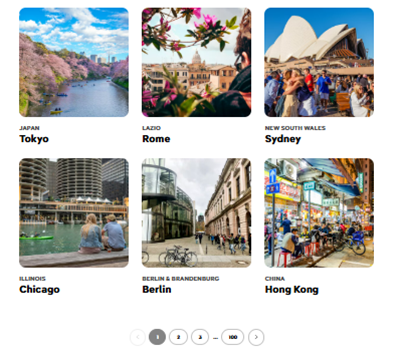 JAPAN
Tokyo
LAZIO
Rome
NEW SOUTH WALES
Sydney
ILLINOIS
Chicago
BERLIN & BRANDENBURG
Berlin
CHINA
Hong Kong
1 2 3 ... 100